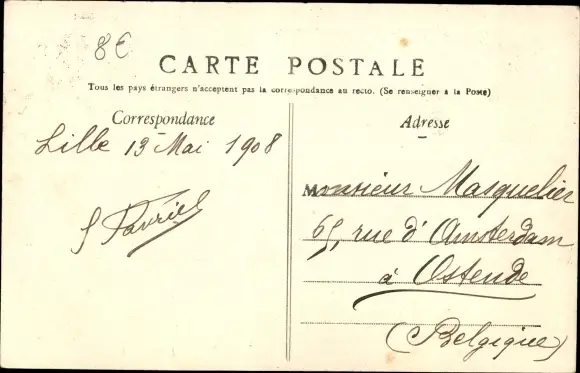 8€
CARTE POSTALE
Tous les pays étrangers n'acceptent pas la correspondance au recto. (Se renseigner à la Poste)
Correspondance
Lille 13 Mai 1908
Adresse
Monsieur Masquelier
65, rue d'Amsterdam
à Ostende
(Belgique)